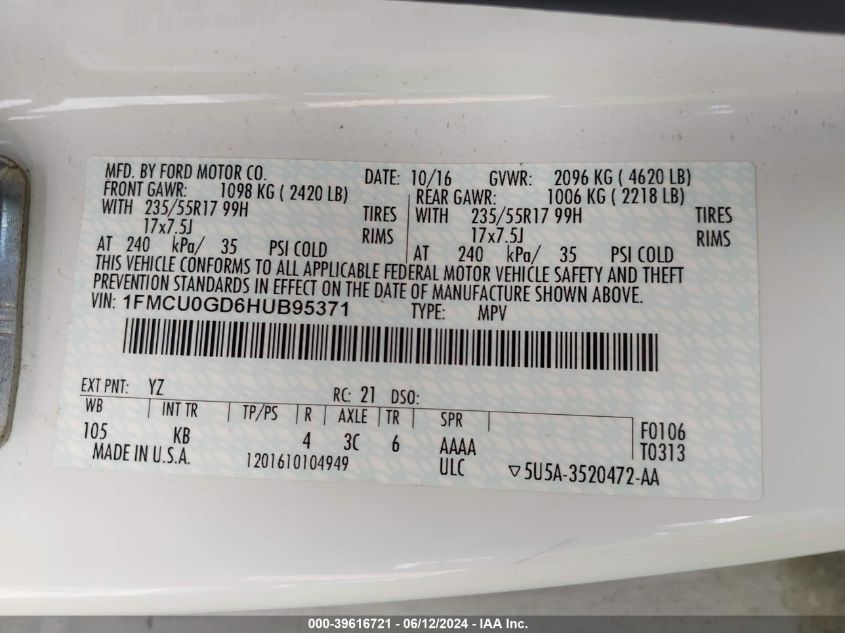 MFD. BY FORD MOTOR CO. DATE: 10/16 GVWR: 2096 KG ( 4620 LB)
FRONT GAWR: 1098 KG ( 2420 LB) REAR GAWR: 1006 KG ( 2218 LB)
WITH 235/55R17 99H TIRES WITH 235/55R17 99H TIRES
17x7.5J RIMS 17x7.5J RIMS
AT 240 kPa/ 35 PSI COLD AT 240 kPa/ 35 PSI COLD
THIS VEHICLE CONFORMS TO ALL APPLICABLE FEDERAL MOTOR VEHICLE SAFETY AND THEFT
PREVENTION STANDARDS IN EFFECT ON THE DATE OF MANUFACTURE SHOWN ABOVE.
VIN: 1FMCU0GD6HUB95371 TYPE: MPV
EXT PNT: YZ RC: 21 DSO:
WB INT TR TP/PS R AXLE TR SPR
105 KB 4 3C 6 AAAA F0106
MADE IN U.S.A. 1201610104949 ULC T0313
▽5U5A-3520472-AA
000-39616721 - 06/12/2024 - IAA Inc.